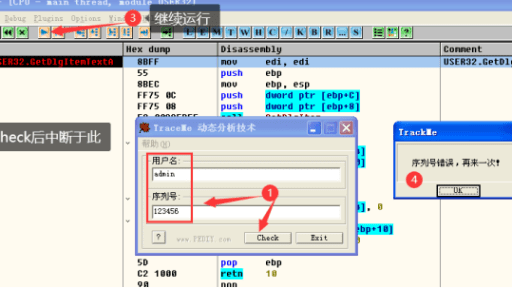 [CPU - main thread, module USER32]
Debug Plugins Options Window
③ 继续运行
L E M T W H C / K B R ... S
Hex dump Disassembly Comment
USER32.GetDlgItemTextA 8BFF mov edi, edi USER32.GetD
55 push ebp
8BEC mov ebp, esp
FF75 0C push dword ptr [ebp+C]
FF75 08 push dword ptr [ebp+8]
GetDlgItem
heck后中断于此
TraceMe 动态分析技术
帮助(H)
用户名:
admin
序列号:
123456
①
? www.PEDIY.com Check Exit
TrackMe
序列号错误，再来一次!
④
OK
, 0
ebp+10]
5D pop ebp
C2 1000 retn 10
90 nop